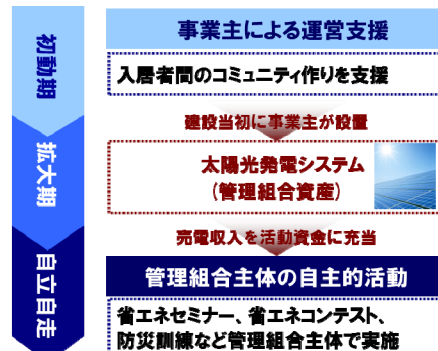 初動期
事業主による運営支援
入居者間のコミュニティ作りを支援
建設当初に事業主が設置
拡大期
太陽光発電システム
(管理組合資産)
売電収入を活動資金に充当
自立自走
管理組合主体の自主的活動
省エネセミナー、省エネコンテスト、
防災訓練など管理組合主体で実施